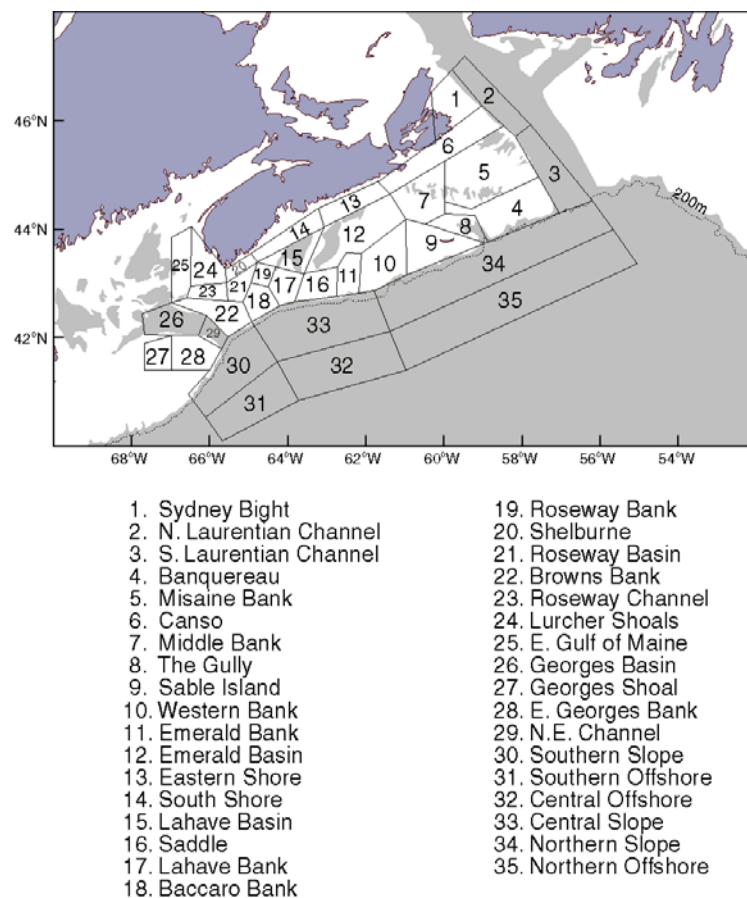 1
2
46°N
6
5
3
7
13
4
200m
44°N
14
8
12
9
15
34
25
24
20
19
10
17
16
11
21
23
35
18
22
26
33
29
42°N
27
28
30
32
31
68°W
66°W
64°W
62°W
60°W
58°W
56°W
54°W
1. Sydney Bight
2. N. Laurentian Channel
3. S. Laurentian Channel
4. Banquereau
5. Misaine Bank
6. Canso
7. Middle Bank
8. The Gully
9. Sable Island
10. Western Bank
11. Emerald Bank
12. Emerald Basin
13. Eastern Shore
14. South Shore
15. Lahave Basin
16. Saddle
17. Lahave Bank
18. Baccaro Bank
19. Roseway Bank
20. Shelburne
21. Roseway Basin
22. Browns Bank
23. Roseway Channel
24. Lurcher Shoals
25. E. Gulf of Maine
26. Georges Basin
27. Georges Shoal
28. E. Georges Bank
29. N.E. Channel
30. Southern Slope
31. Southern Offshore
32. Central Offshore
33. Central Slope
34. Northern Slope
35. Northern Offshore